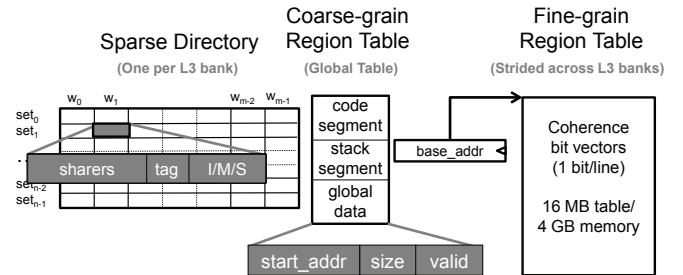 Sparse Directory
(One per L3 bank)
Coarse-grain
Region Table
(Global Table)
Fine-grain
Region Table
(Strided across L3 banks)
w0 w1 wm-2 wm-1
set0
set1
...
setn-2
setn-1
sharers tag I/M/S
code
segment
stack
segment
global
data
start_addr size valid
base_addr
Coherence
bit vectors
(1 bit/line)
16 MB table/
4 GB memory